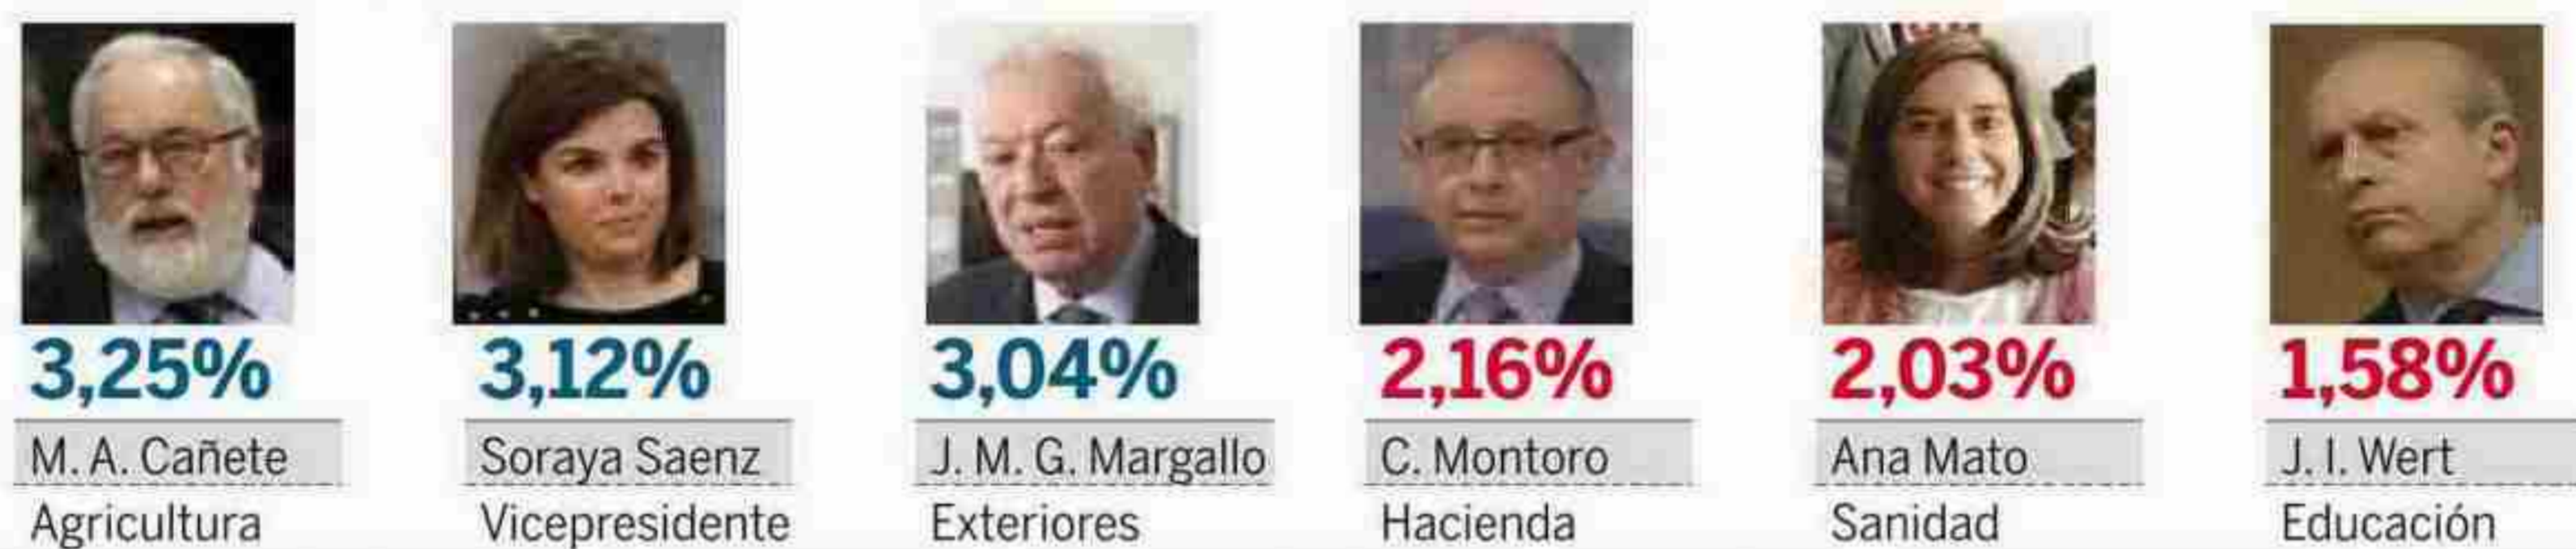 3,25%
M. A. Cañete
Agricultura
3,12%
Soraya Saenz
Vicepresidente
3,04%
J. M. G. Margallo
Exteriores
2,16%
C. Montoro
Hacienda
2,03%
Ana Mato
Sanidad
1,58%
J. I. Wert
Educación